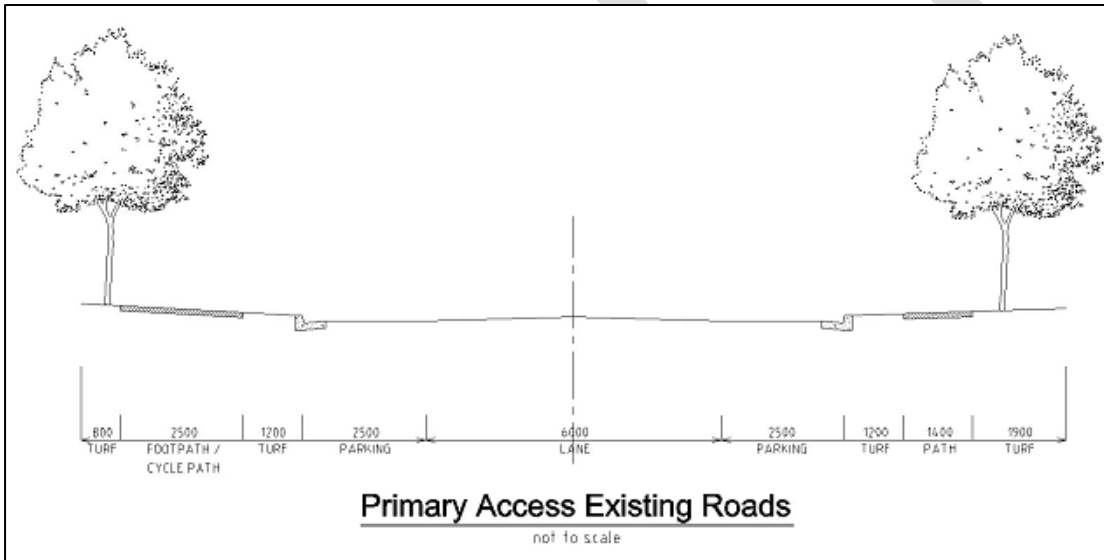 800 2500 1200 2500 6000 2500 1200 1400 1900
TURF FOOTPATH / TURF PARKING LANE PARKING TURF PATH TURF
CYCLE PATH
Primary Access Existing Roads
not to scale